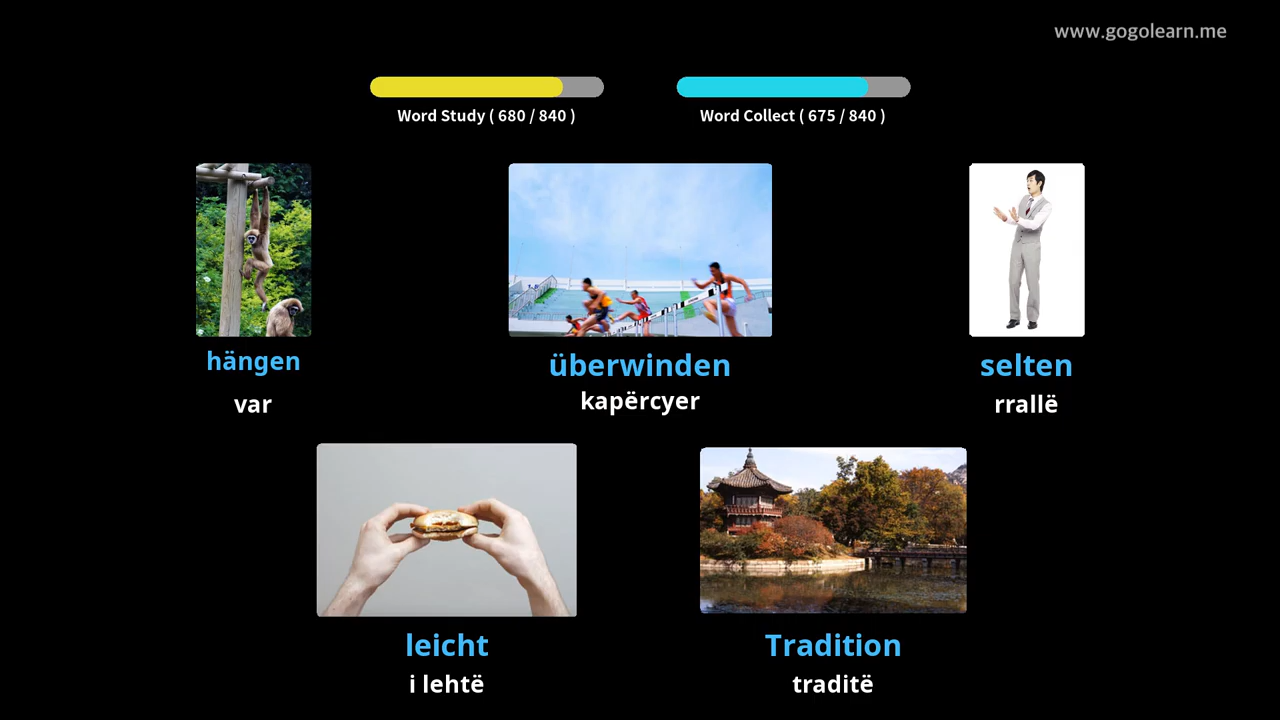 www.gogolearn.me
Word Study ( 680 / 840 )
Word Collect ( 675 / 840 )
hängen
var
überwinden
kapërcyer
selten
rrallë
leicht
i lehtë
Tradition
traditë